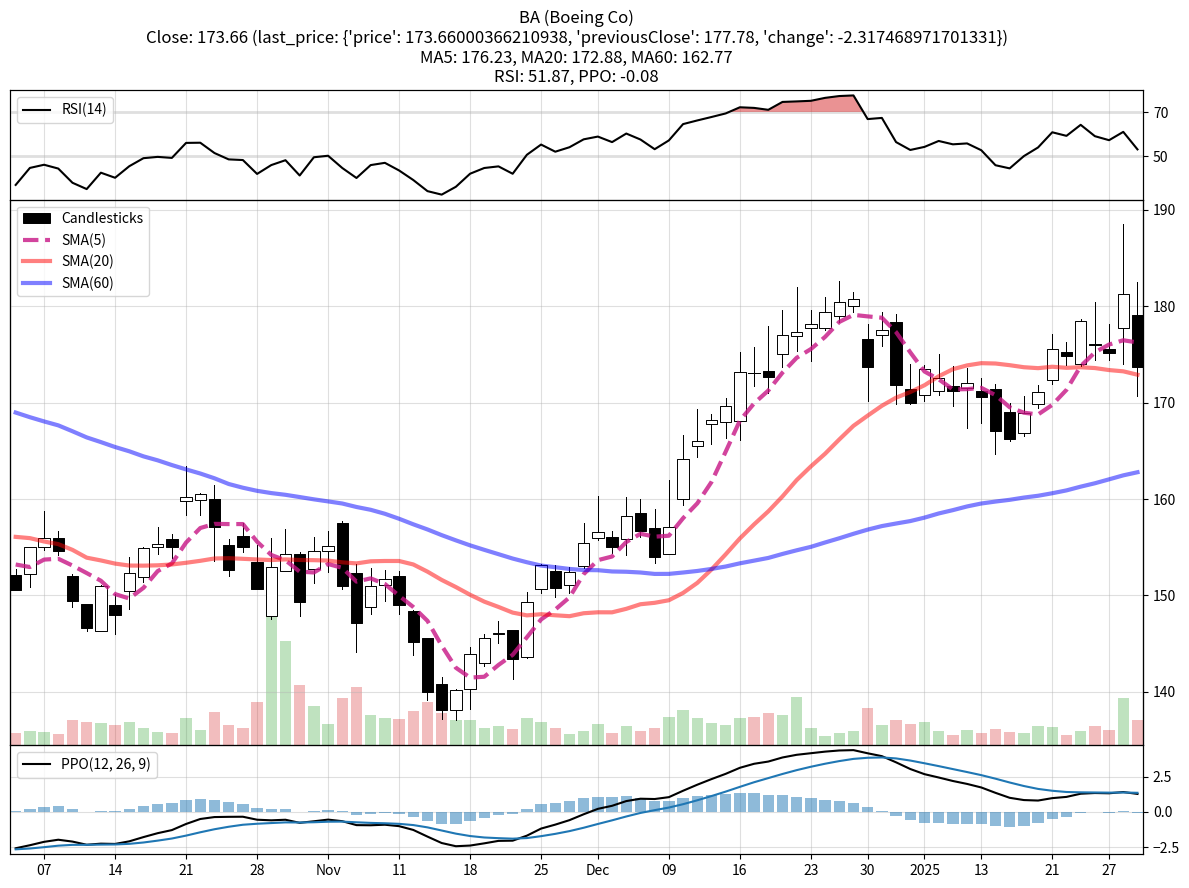 BA (Boeing Co)
Close: 173.66 (last_price: {'price': 173.66000366210938, 'previousClose': 177.78, 'change': -2.317468971701331})
MA5: 176.23, MA20: 172.88, MA60: 162.77
RSI: 51.87, PPO: -0.08
RSI(14)
70
50
Candlesticks
SMA(5)
SMA(20)
SMA(60)
190
180
170
160
150
140
PPO(12, 26, 9)
2.5
0.0
−2.5
07 14 21 28 Nov 11 18 25 Dec 09 16 23 30 2025 13 21 27